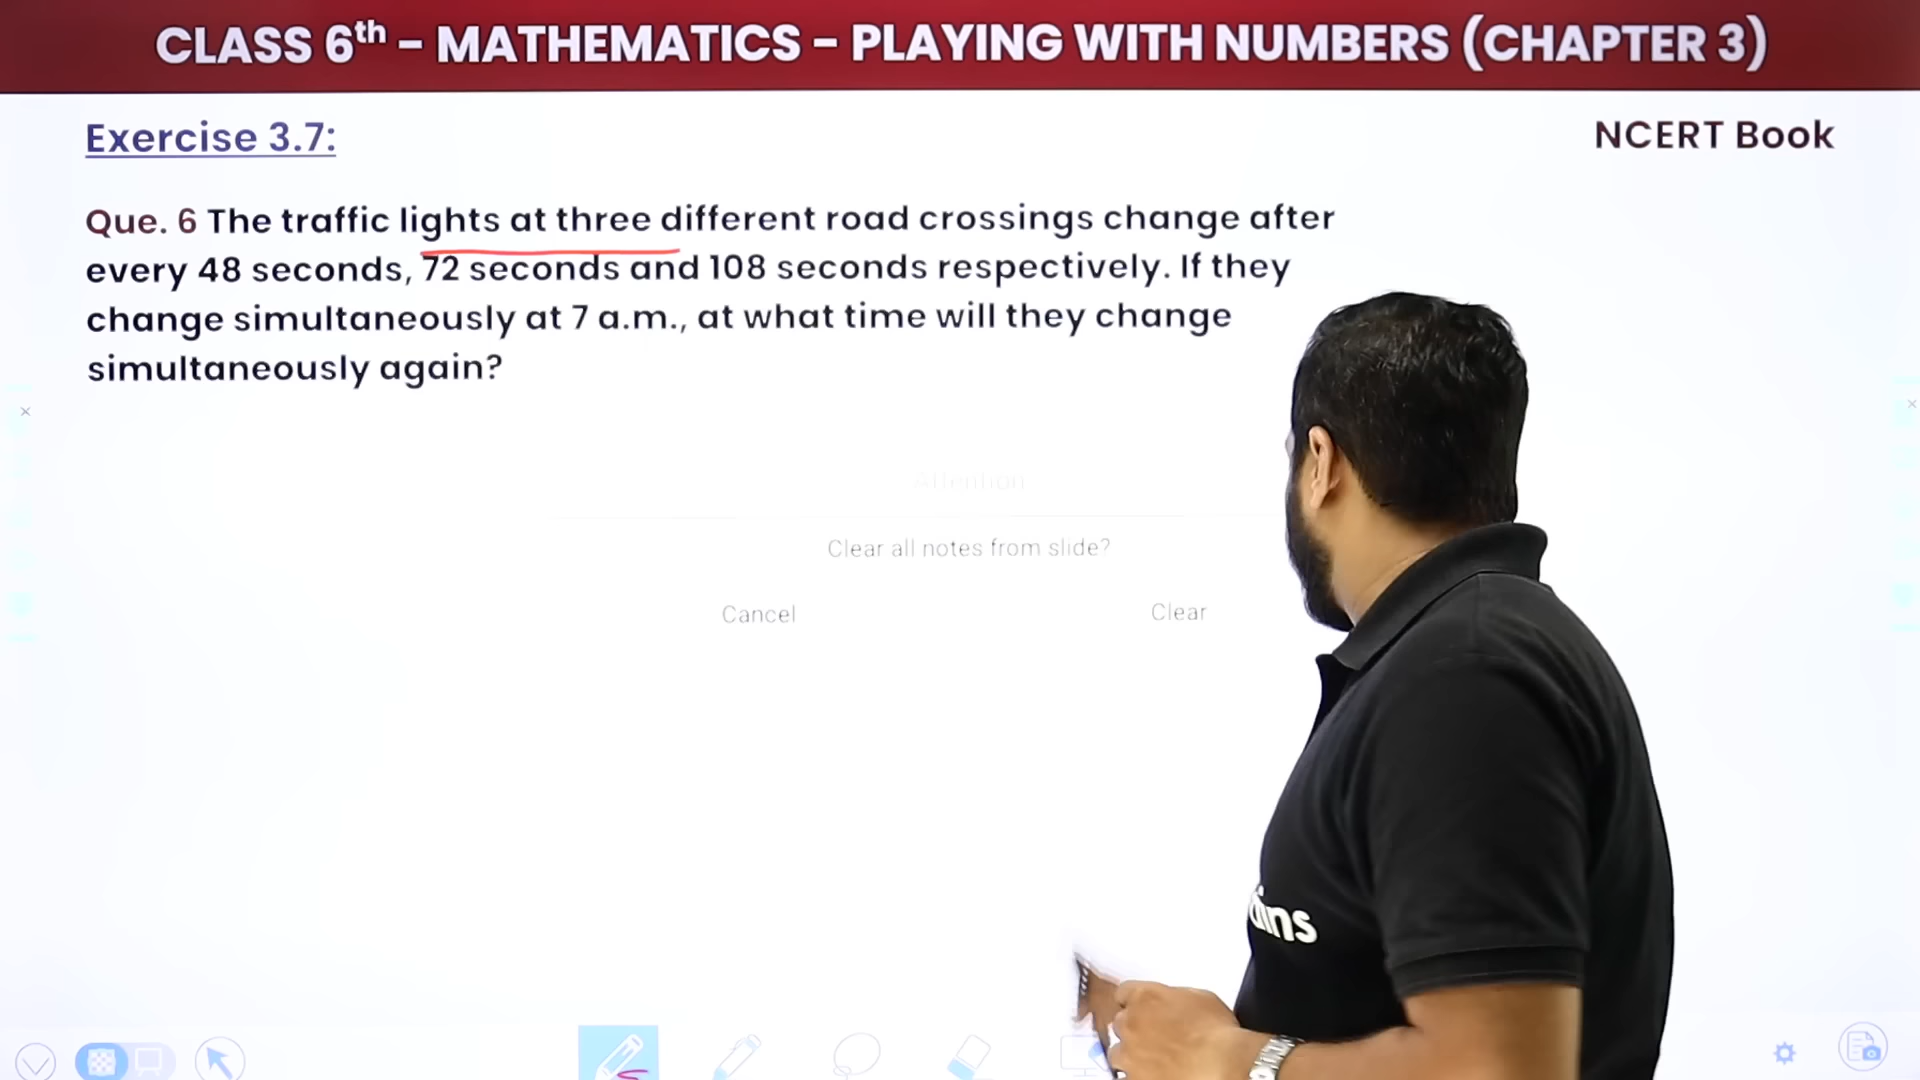 CLASS 6th - MATHEMATICS - PLAYING WITH NUMBERS (CHAPTER 3)
Exercise 3.7:
NCERT Book
Que. 6 The traffic lights at three different road crossings change after
every 48 seconds, 72 seconds and 108 seconds respectively. If they
change simultaneously at 7 a.m., at what time will they change
simultaneously again?
Attention
Clear all notes from slide?
Cancel
Clear